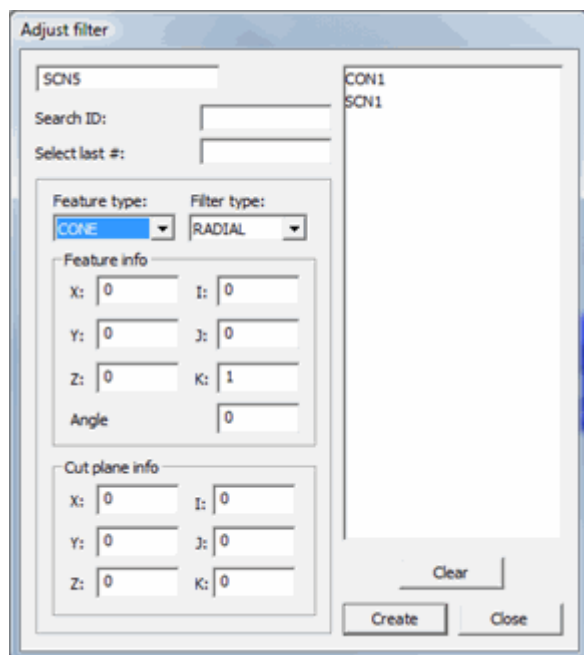 Adjust filter
SCN5
Search ID:
Select last #:
Feature type: Filter type:
CONE RADIAL
Feature info
X: 0 I: 0
Y: 0 J: 0
Z: 0 K: 1
Angle 0
Cut plane info
X: 0 I: 0
Y: 0 J: 0
Z: 0 K: 0
CON1
SCN1
Clear
Create Close